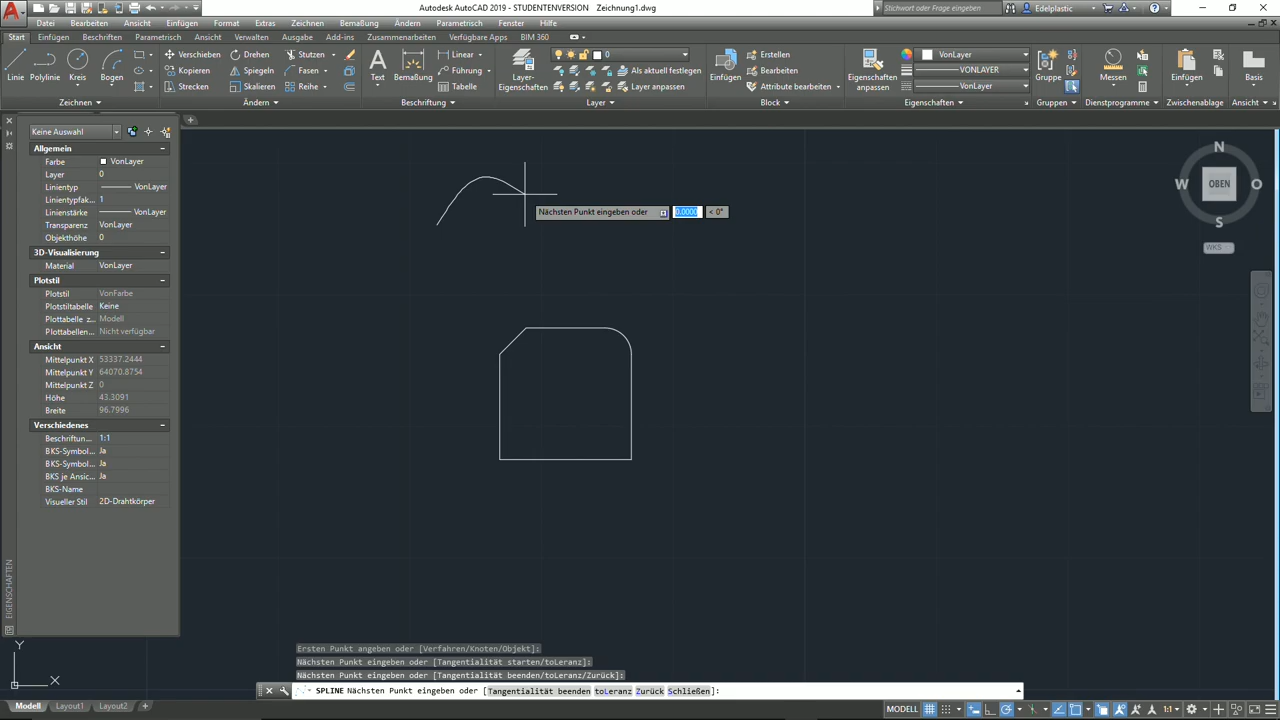 Autodesk AutoCAD 2019 - STUDENTENVERSION Zeichnung1.dwg
Stichwort oder Frage eingeben
Edelplastic
Datei Bearbeiten Ansicht Einfügen Format Extras Zeichnen Bemaßung Ändern Parametrisch Fenster Hilfe
Start Einfügen Beschriften Parametrisch Ansicht Verwalten Ausgabe Add-ins Zusammenarbeiten Verfügbare Apps BIM 360
Linie Polylinie Kreis Bogen
Verschieben Drehen Stutzen
Kopieren Spiegeln Fasen
Strecken Skalieren Reihe
Text Bemaßung
Linear
Führung
Tabelle
Layer-
Eigenschaften
0
Als aktuell festlegen
Layer anpassen
Einfügen
Erstellen
Bearbeiten
Attribute bearbeiten
Eigenschaften
anpassen
VonLayer
VONLAYER
VonLayer
Gruppe
Messen
Einfügen
Basis
Zeichnen Ändern Beschriftung Layer Block Eigenschaften Gruppen Dienstprogramme Zwischenablage Ansicht
Keine Auswahl
Allgemein
Farbe VonLayer
Layer 0
Linientyp VonLayer
Linientypfak... 1
Linienstärke VonLayer
Transparenz VonLayer
Objekthöhe 0
3D-Visualisierung
Material VonLayer
Plotstil
Plotstil VonFarbe
Plotstiltabelle Keine
Plottabelle z... Modell
Plottabellen... Nicht verfügbar
Ansicht
Mittelpunkt X 53337.2444
Mittelpunkt Y 64070.8754
Mittelpunkt Z 0
Höhe 43.3091
Breite 96.7996
Verschiedenes
Beschriftun... 1:1
BKS-Symbol... Ja
BKS-Symbol... Ja
BKS je Ansic... Ja
BKS-Name
Visueller Stil 2D-Drahtkörper
EIGENSCHAFTEN
Nächsten Punkt eingeben oder 0.0000 < 0°
N
W OBEN O
S
WKS
Y
X
Ersten Punkt angeben oder [Verfahren/Knoten/Objekt]:
Nächsten Punkt eingeben oder [Tangentialität starten/toLeranz]:
Nächsten Punkt eingeben oder [Tangentialität beenden/toLeranz/Zurück]:
SPLINE Nächsten Punkt eingeben oder [Tangentialität beenden toLeranz Zurück Schließen]:
Modell Layout1 Layout2
MODELL 1:1